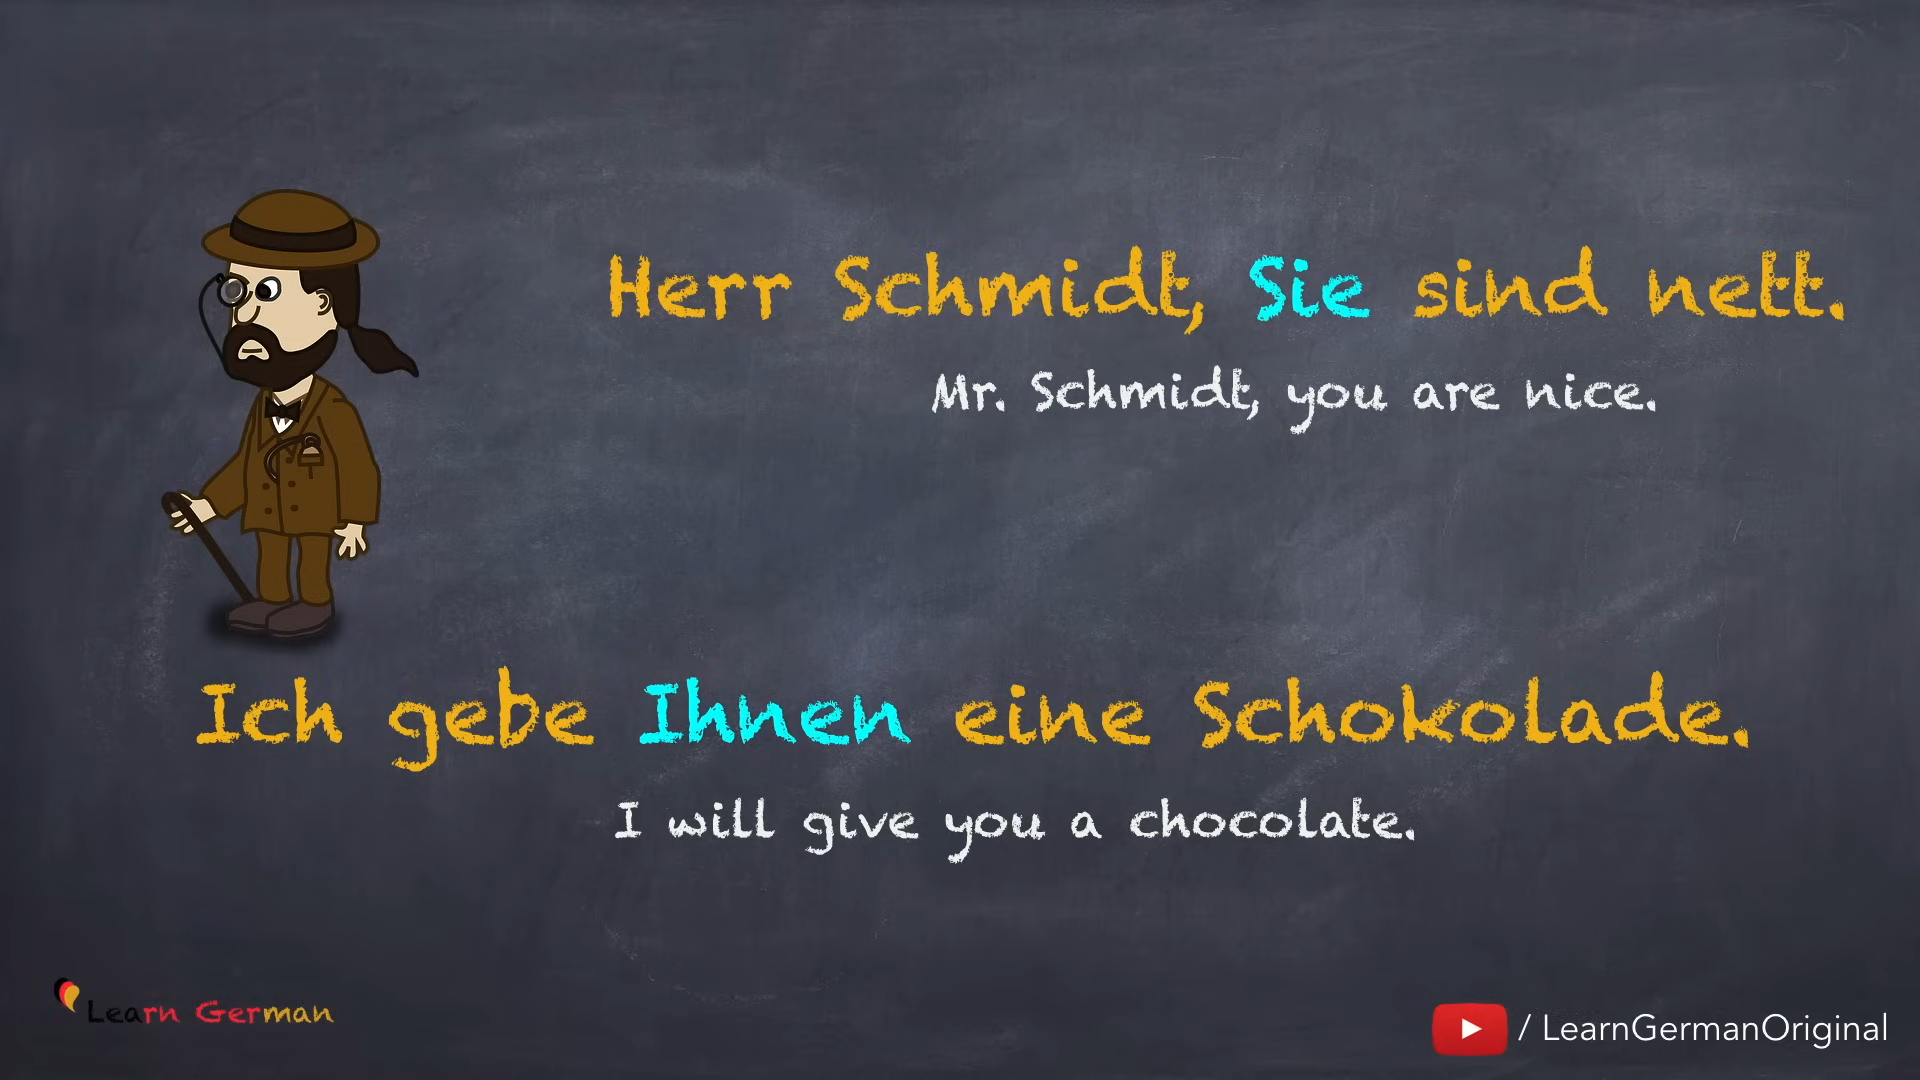 Herr Schmidt, Sie sind nett.
Mr. Schmidt, you are nice.
Ich gebe Ihnen eine Schokolade.
I will give you a chocolate.
Learn German
/ LearnGermanOriginal